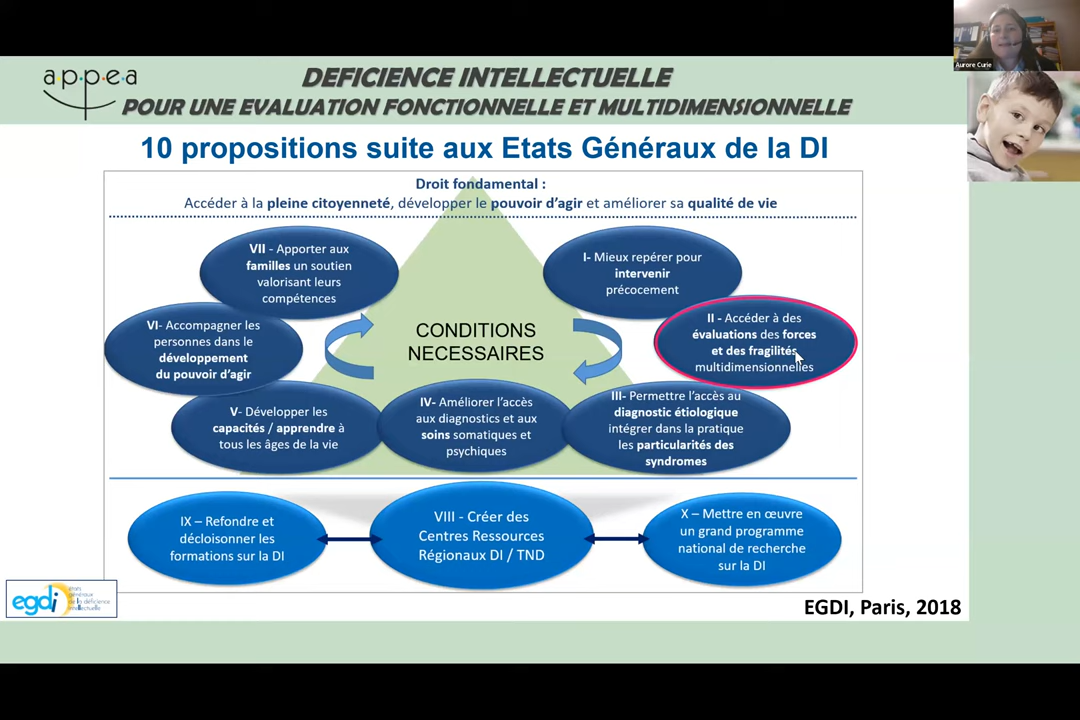 Aurore Curie
a·p·p·e·a
DEFICIENCE INTELLECTUELLE
POUR UNE EVALUATION FONCTIONNELLE ET MULTIDIMENSIONNELLE
10 propositions suite aux Etats Généraux de la DI
Droit fondamental :
Accéder à la pleine citoyenneté, développer le pouvoir d'agir et améliorer sa qualité de vie
VII - Apporter aux
familles un soutien
valorisant leurs
compétences
I- Mieux repérer pour
intervenir
précocement
VI- Accompagner les
personnes dans le
développement
du pouvoir d'agir
CONDITIONS
NECESSAIRES
II - Accéder à des
évaluations des forces
et des fragilités
multidimensionnelles
V- Développer les
capacités / apprendre à
tous les âges de la vie
IV- Améliorer l'accès
aux diagnostics et aux
soins somatiques et
psychiques
III- Permettre l'accès au
diagnostic étiologique
intégrer dans la pratique
les particularités des
syndromes
IX – Refondre et
décloisonner les
formations sur la DI
VIII - Créer des
Centres Ressources
Régionaux DI / TND
X – Mettre en œuvre
un grand programme
national de recherche
sur la DI
egdi
états
généraux
de la déficience
intellectuelle
EGDI, Paris, 2018